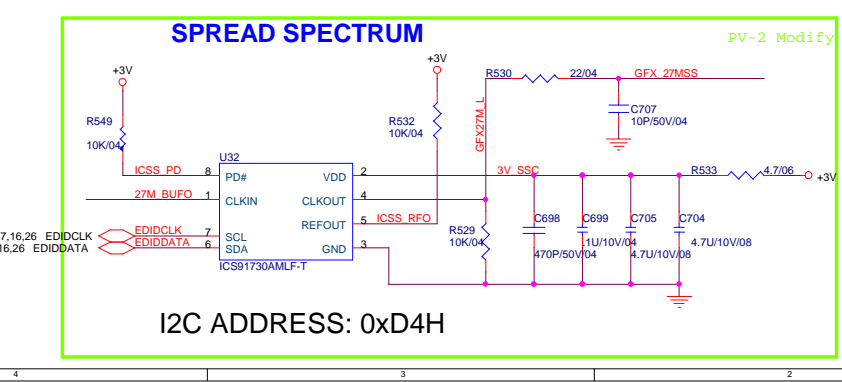 SPREAD SPECTRUM
PV-2 Modify
+3V
+3V
R530 22/04 GFX_27MSS
R549
10K/04
R532
10K/04
GFX27M_L
C707
10P/50V/04
U32
ICSS_PD 8 PD# VDD 2 3V_SSC R533 4.7/06 +3V
27M_BUFO 1 CLKIN CLKOUT 4
REFOUT 5 ICSS_RFO
7,16,26 EDIDCLK EDIDCLK 7 SCL
16,26 EDIDDATA EDIDDATA 6 SDA GND 3
ICS91730AMLF-T
R529
10K/04
C698
470P/50V/04
C699
.1U/10V/04
C705
4.7U/10V/08
C704
4.7U/10V/08
I2C ADDRESS: 0xD4H
4 3 2